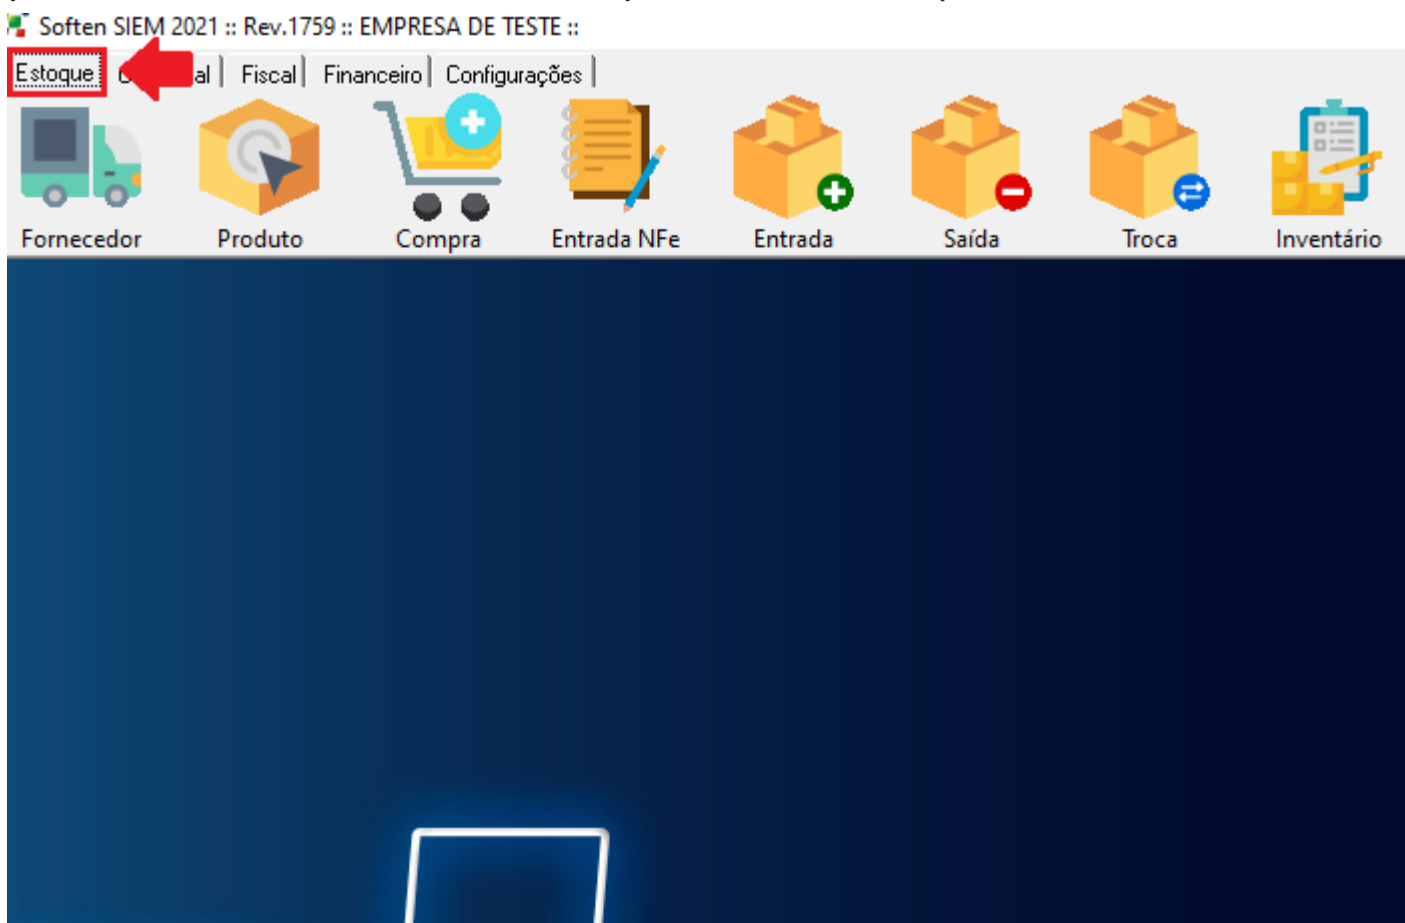 Soften SIEM 2021 :: Rev.1759 :: EMPRESA DE TESTE ::
Estoque Fiscal Financeiro Configurações
Fornecedor Produto Compra Entrada NFe Entrada Saída Troca Inventário